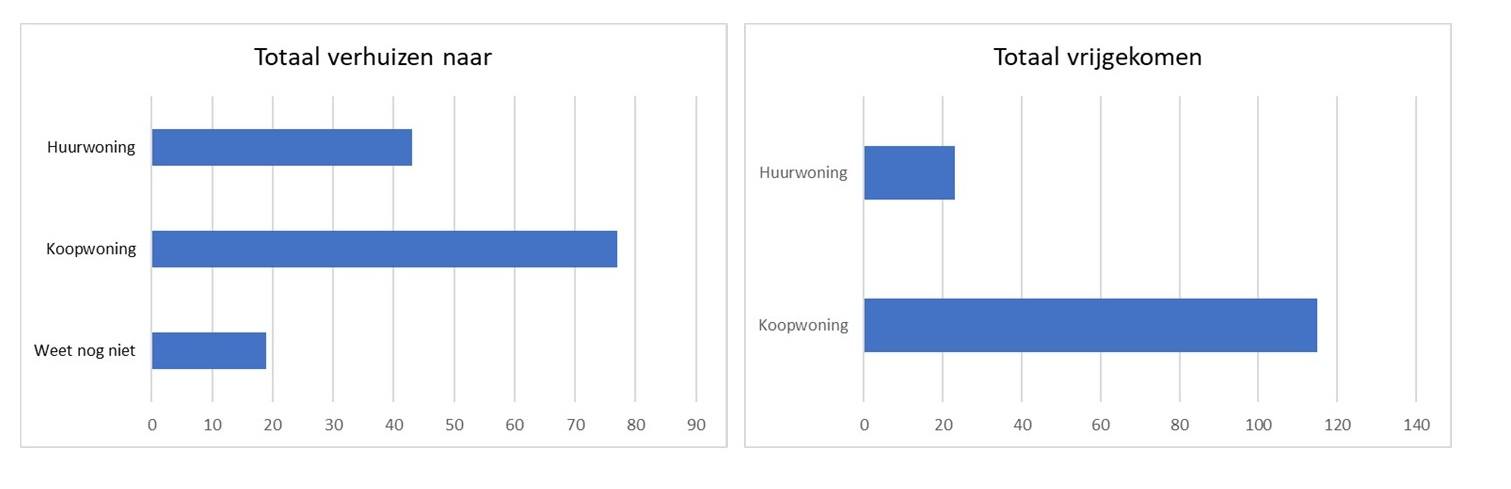 Totaal verhuizen naar
Huurwoning
Koopwoning
Weet nog niet
0 10 20 30 40 50 60 70 80 90
Totaal vrijgekomen
Huurwoning
Koopwoning
0 20 40 60 80 100 120 140